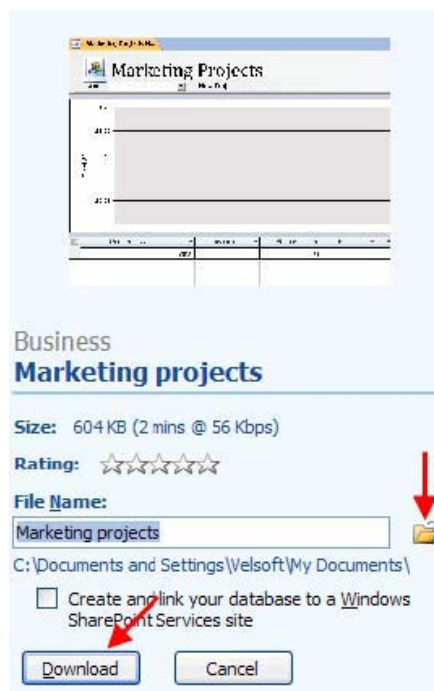 Marketing Projects
Business
Marketing projects
Size: 604 KB (2 mins @ 56 Kbps)
Rating:
File Name:
Marketing projects
C:\Documents and Settings\Velsoft\My Documents\
Create and link your database to a Windows
SharePoint Services site
Download Cancel